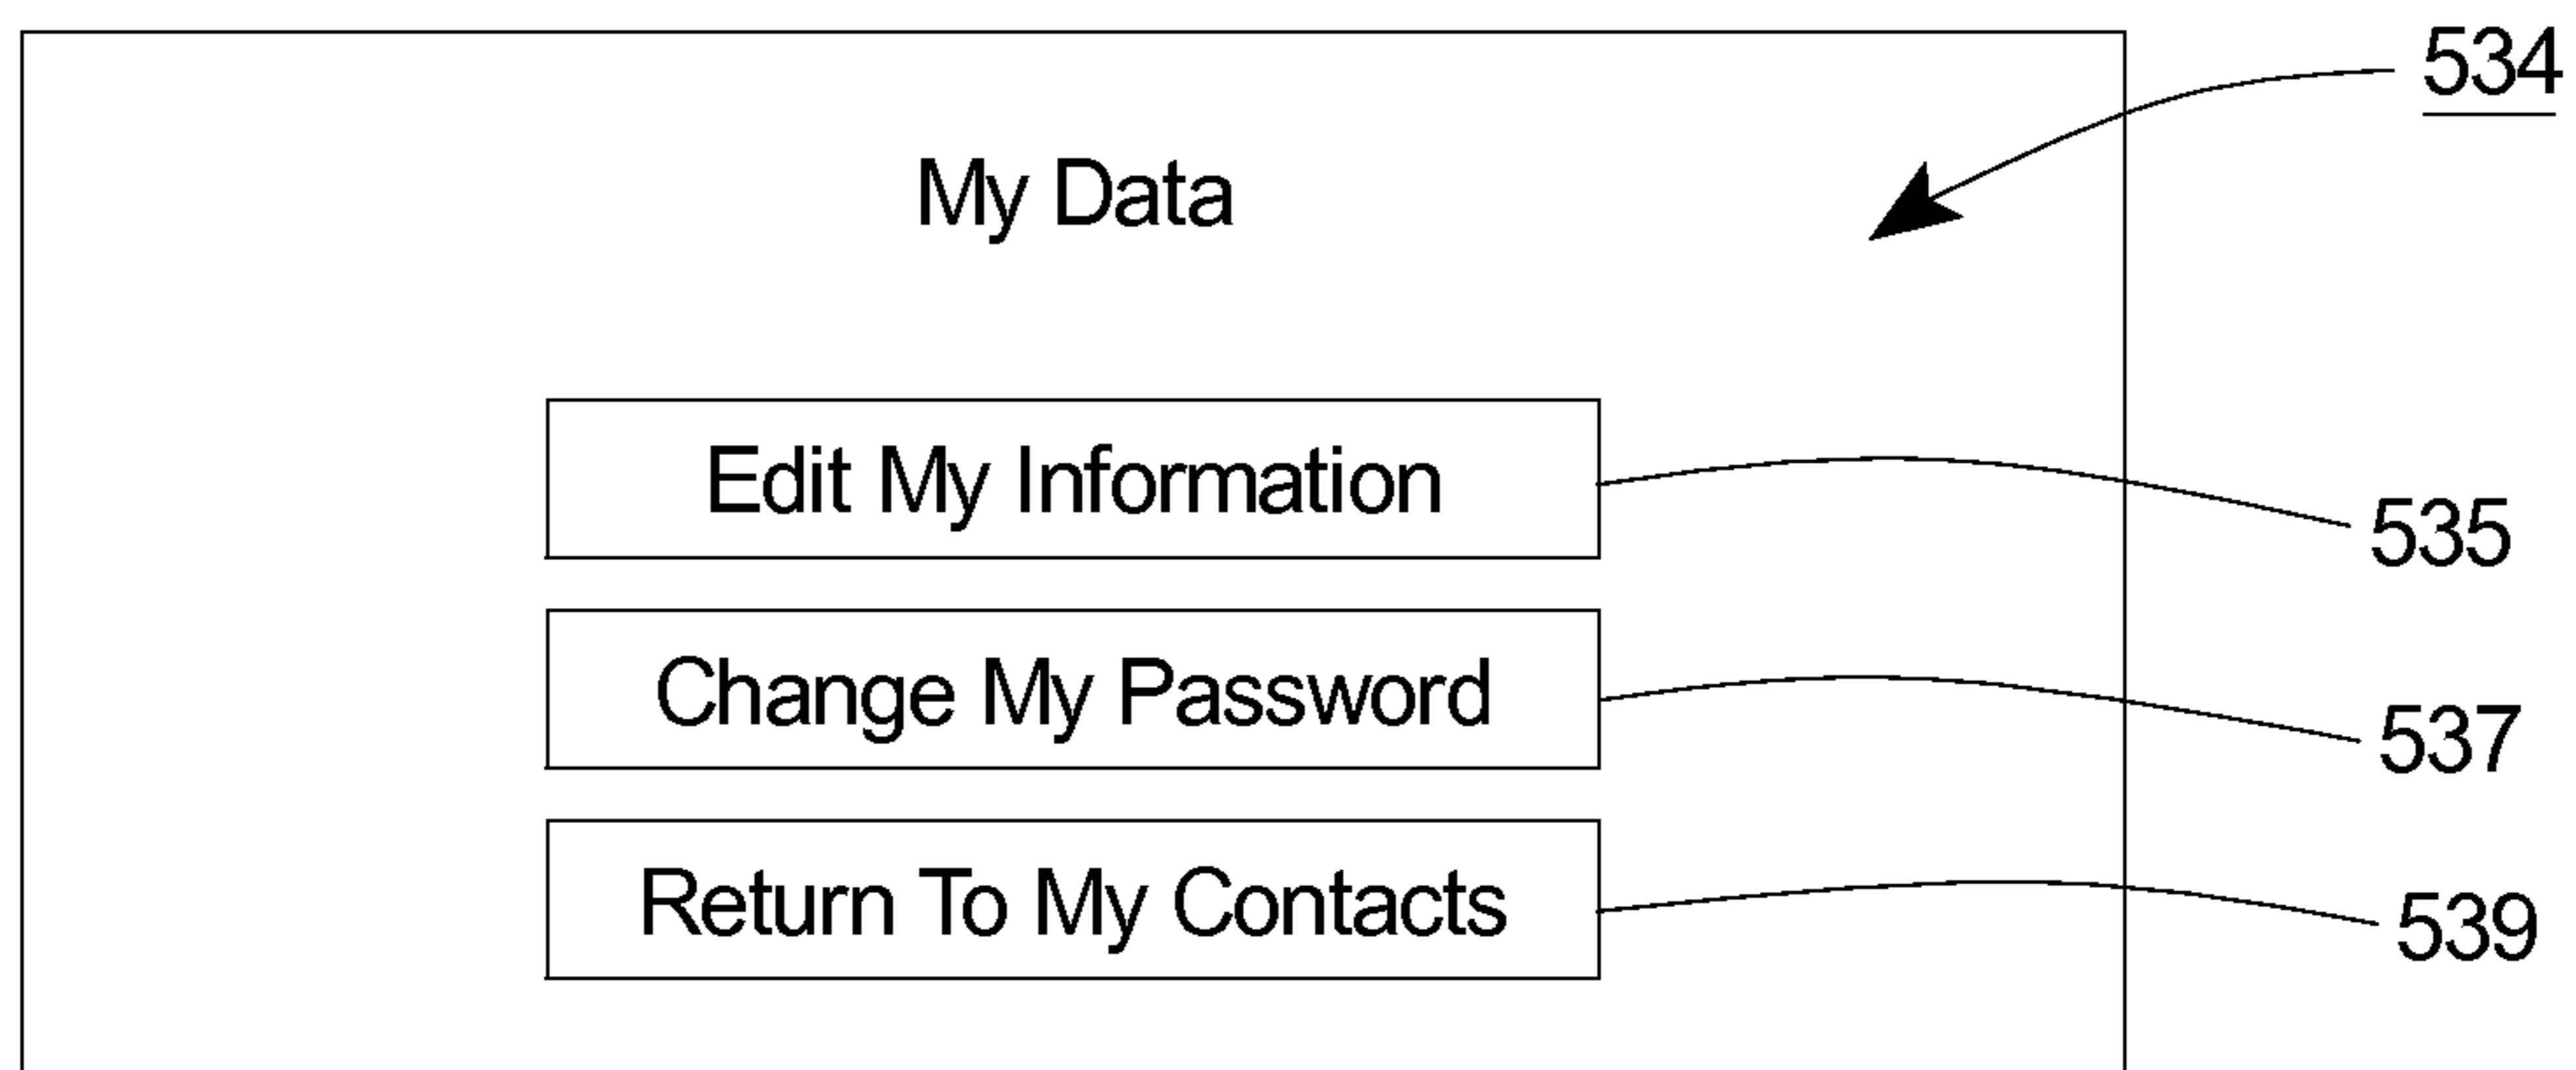 534
My Data
Edit My Information
535
Change My Password
537
Return To My Contacts
539